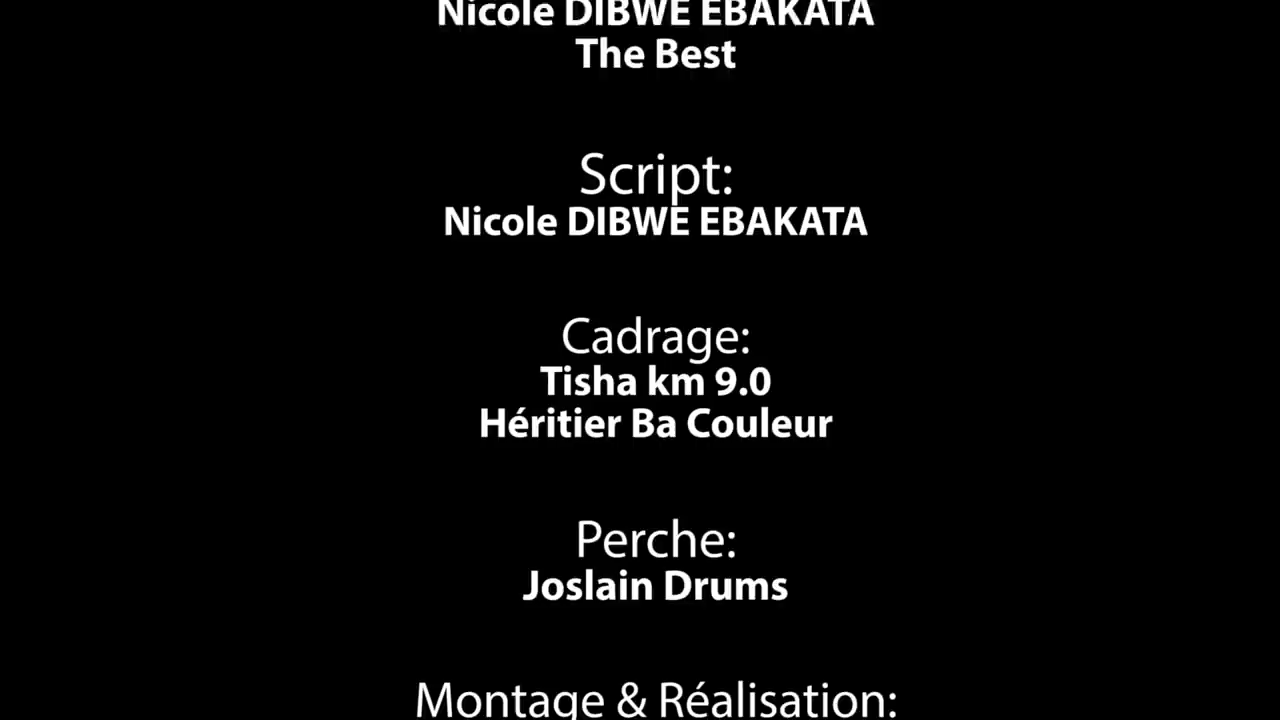 Nicole DIBWE EBAKATA
The Best
Script:
Nicole DIBWE EBAKATA
Cadrage:
Tisha km 9.0
Héritier Ba Couleur
Perche:
Joslain Drums
Montage & Réalisation: